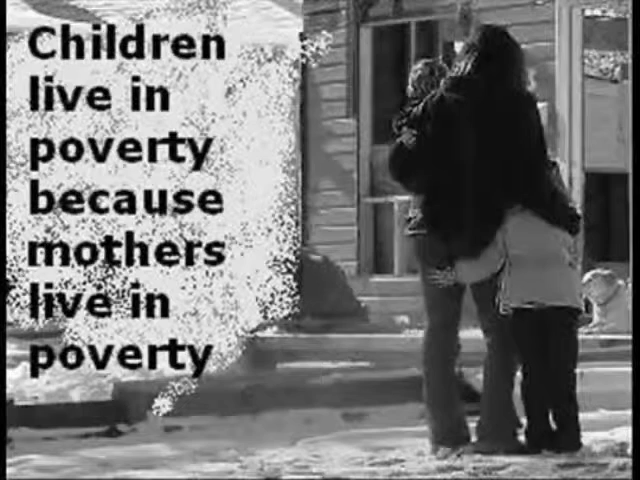 Children
live in
poverty
because
mothers
live in
poverty